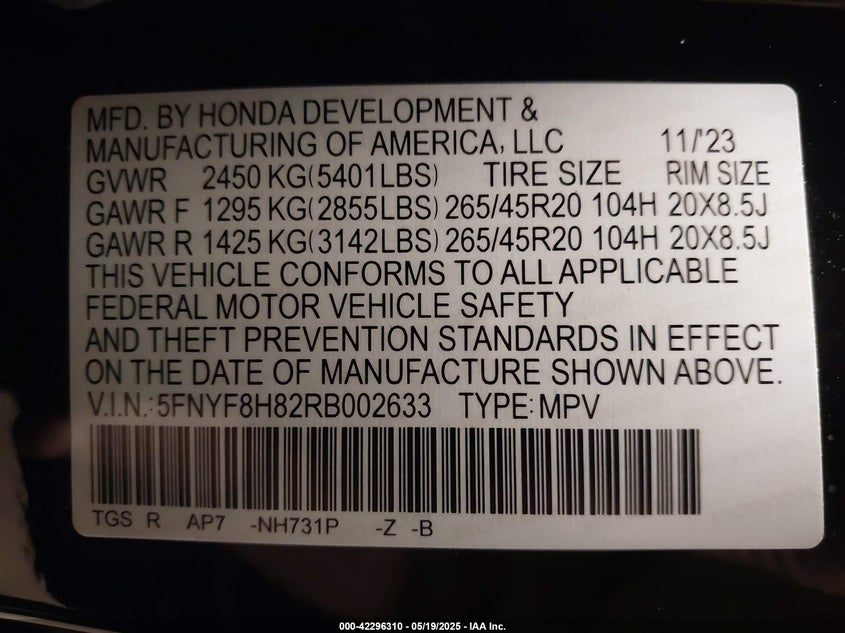 MFD. BY HONDA DEVELOPMENT &
MANUFACTURING OF AMERICA, LLC 11/'23
GVWR 2450 KG(5401LBS) TIRE SIZE RIM SIZE
GAWR F 1295 KG(2855LBS) 265/45R20 104H 20X8.5J
GAWR R 1425 KG(3142LBS) 265/45R20 104H 20X8.5J
THIS VEHICLE CONFORMS TO ALL APPLICABLE
FEDERAL MOTOR VEHICLE SAFETY
AND THEFT PREVENTION STANDARDS IN EFFECT
ON THE DATE OF MANUFACTURE SHOWN ABOVE.
V.I.N.:5FNYF8H82RB002633 TYPE:MPV
TGS R AP7 -NH731P -Z -B
000-42296310 - 05/19/2025 - IAA Inc.